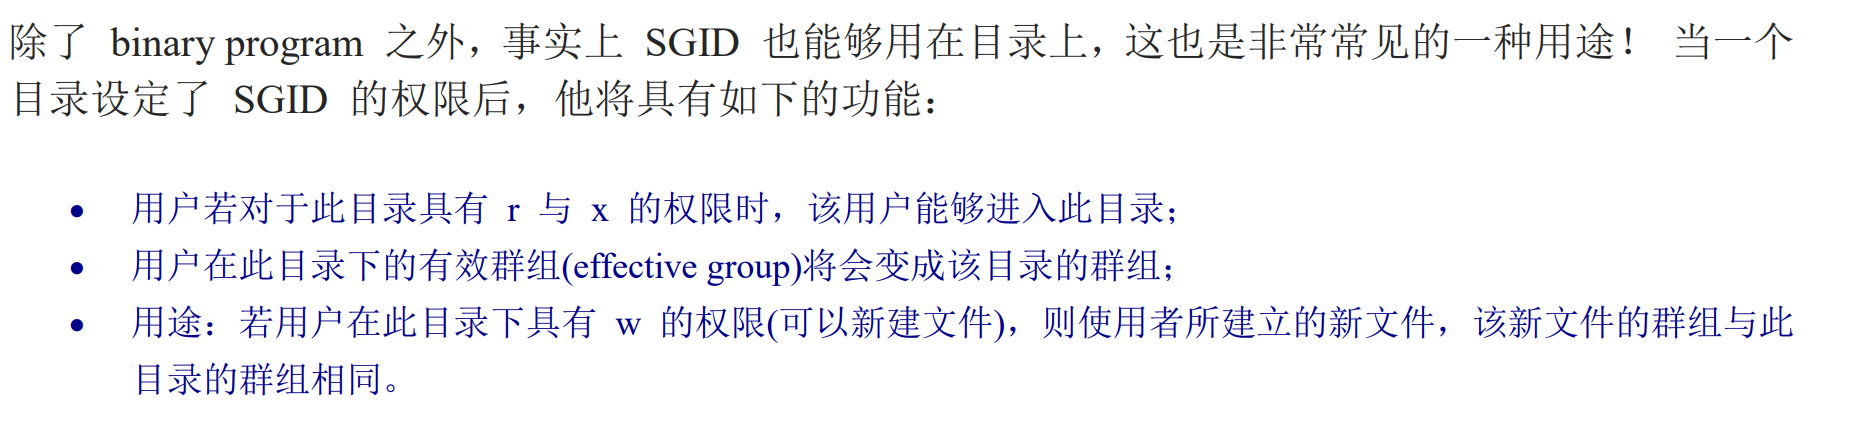 除了 binary program 之外，事实上 SGID 也能够用在目录上，这也是非常常见的一种用途！ 当一个
目录设定了 SGID 的权限后，他将具有如下的功能：
• 用户若对于此目录具有 r 与 x 的权限时，该用户能够进入此目录；
• 用户在此目录下的有效群组(effective group)将会变成该目录的群组；
• 用途：若用户在此目录下具有 w 的权限(可以新建文件)，则使用者所建立的新文件，该新文件的群组与此
目录的群组相同。